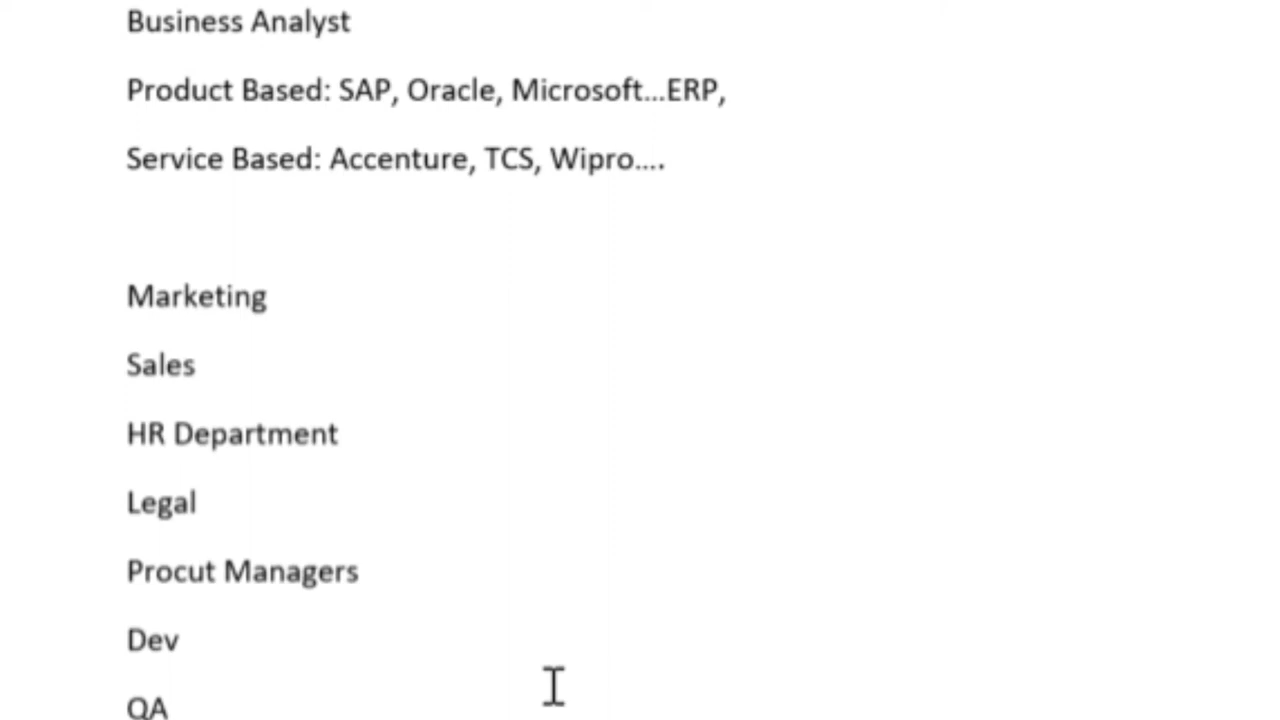 Business Analyst
Product Based: SAP, Oracle, Microsoft...ERP,
Service Based: Accenture, TCS, Wipro....
Marketing
Sales
HR Department
Legal
Procut Managers
Dev
QA